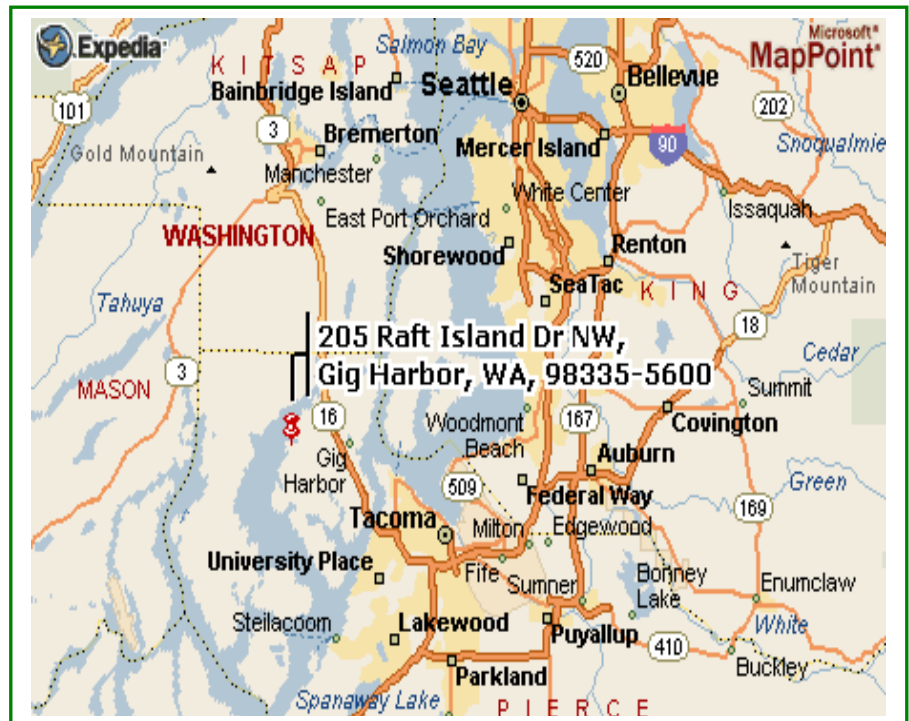 Expedia
Microsoft®
MapPoint®
Salmon Bay
520
KITSAP
Bainbridge Island
Seattle
Bellevue
101
202
3
Bremerton
Mercer Island
90
Snoqualmie
Gold Mountain
Manchester
White Center
Issaquah
East Port Orchard
WASHINGTON
Shorewood
Renton
Tiger
Mountain
SeaTac
KING
Tahuya
18
205 Raft Island Dr NW,
Gig Harbor, WA, 98335-5600
Cedar
3
MASON
Summit
16
Woodmont
Beach
167
Covington
Gig
Harbor
Auburn
509
Federal Way
Green
169
Tacoma
Milton
Edgewood
University Place
Fife
Sumner
Bonney
Lake
Enumclaw
Steilacoom
Lakewood
Puyallup
White
410
Buckley
Parkland
Spanaway Lake
PIERCE